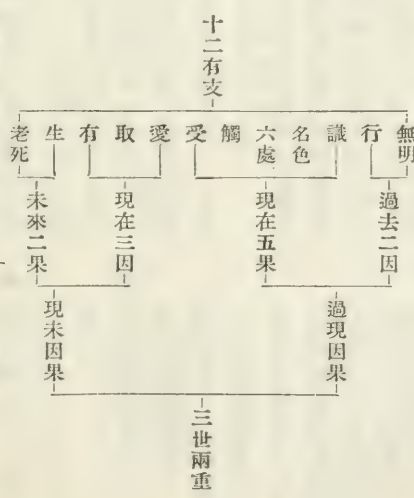 十二有支
無明
行
識
名色
六處
觸
受
愛
取
有
生
老死
過去二因
現在五果
現在三因
未來二果
過現因果
現未因果
三世兩重